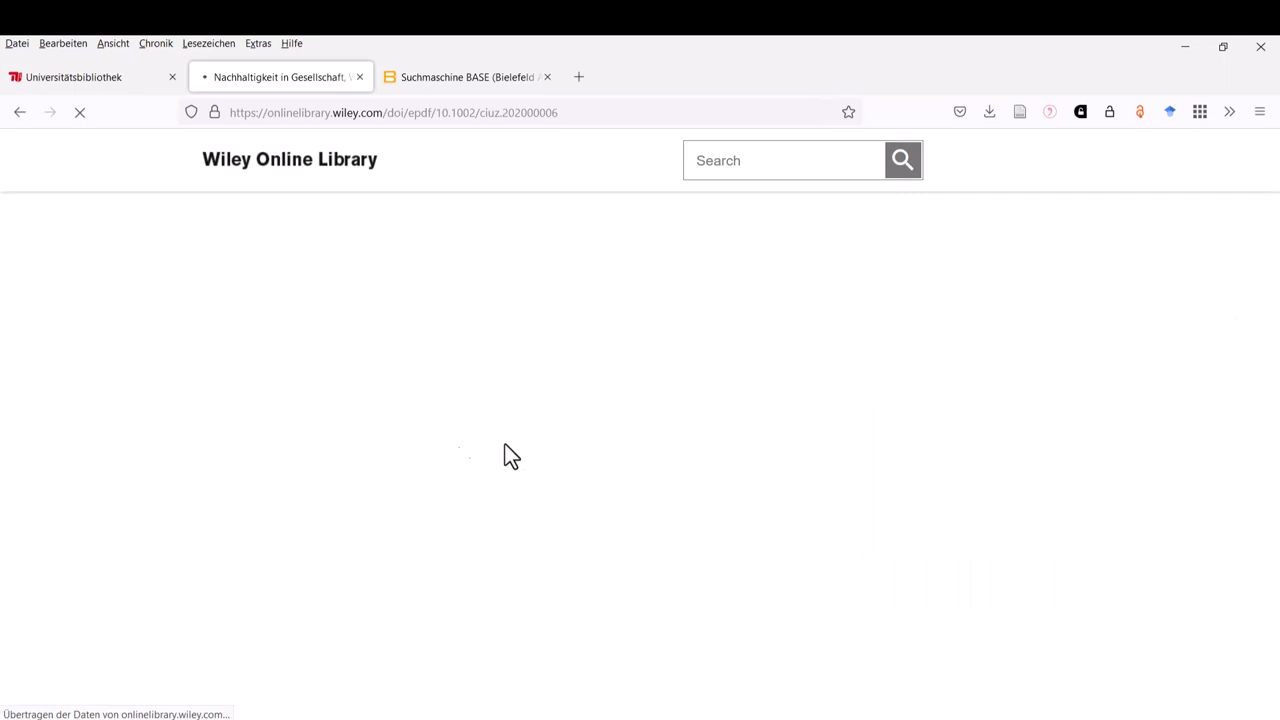 Datei Bearbeiten Ansicht Chronik Lesezeichen Extras Hilfe
Universitätsbibliothek Nachhaltigkeit in Gesellschaft, Suchmaschine BASE (Bielefeld
https://onlinelibrary.wiley.com/doi/epdf/10.1002/ciuz.202000006
Wiley Online Library Search
Übertragen der Daten von onlinelibrary.wiley.com...